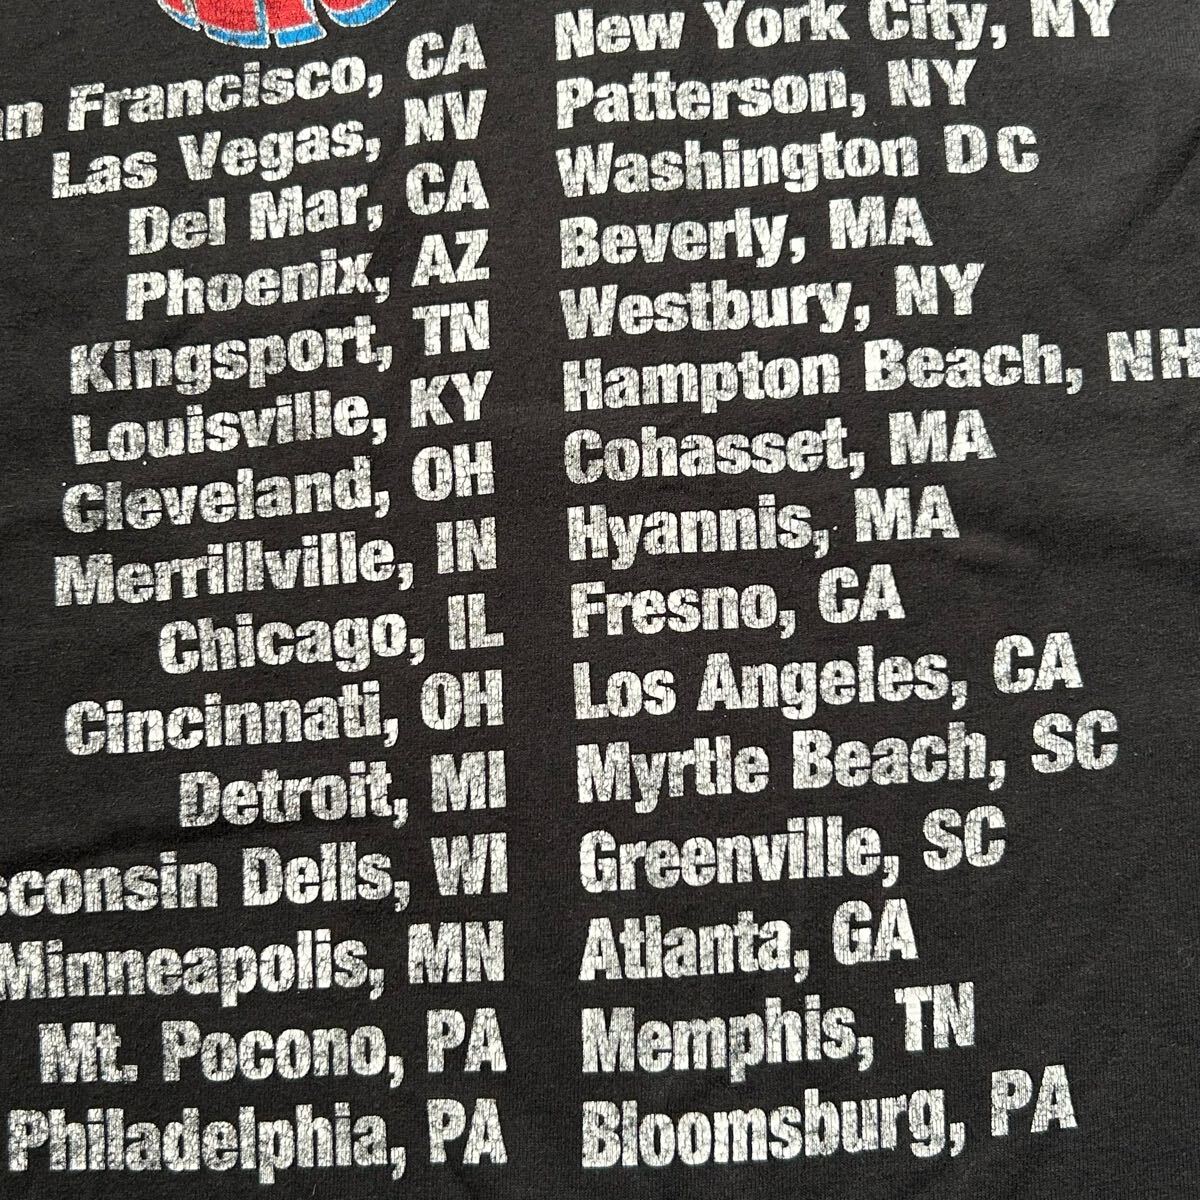 Francisco, CA
Las Vegas, NV
Del Mar, CA
Phoenix, AZ
Kingsport, TN
Louisville, KY
Cleveland, OH
Merrillville, IN
Chicago, IL
Cincinnati, OH
Detroit, MI
Dells, WI
Minneapolis, MN
Mt. Pocono, PA
Philadelphia, PA
New York City, NY
Patterson, NY
Washington DC
Beverly, MA
Westbury, NY
Hampton Beach, NH
Cohasset, MA
Hyannis, MA
Fresno, CA
Los Angeles, CA
Myrtle Beach, SC
Greenville, SC
Atlanta, GA
Memphis, TN
Bloomsburg, PA